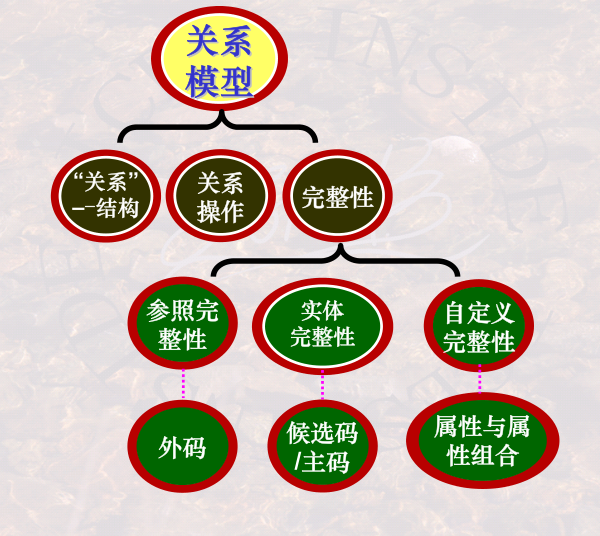 关系
模型
“关系”
--结构
关系
操作
完整性
参照完
整性
实体
完整性
自定义
完整性
外码
候选码
/主码
属性与属
性组合